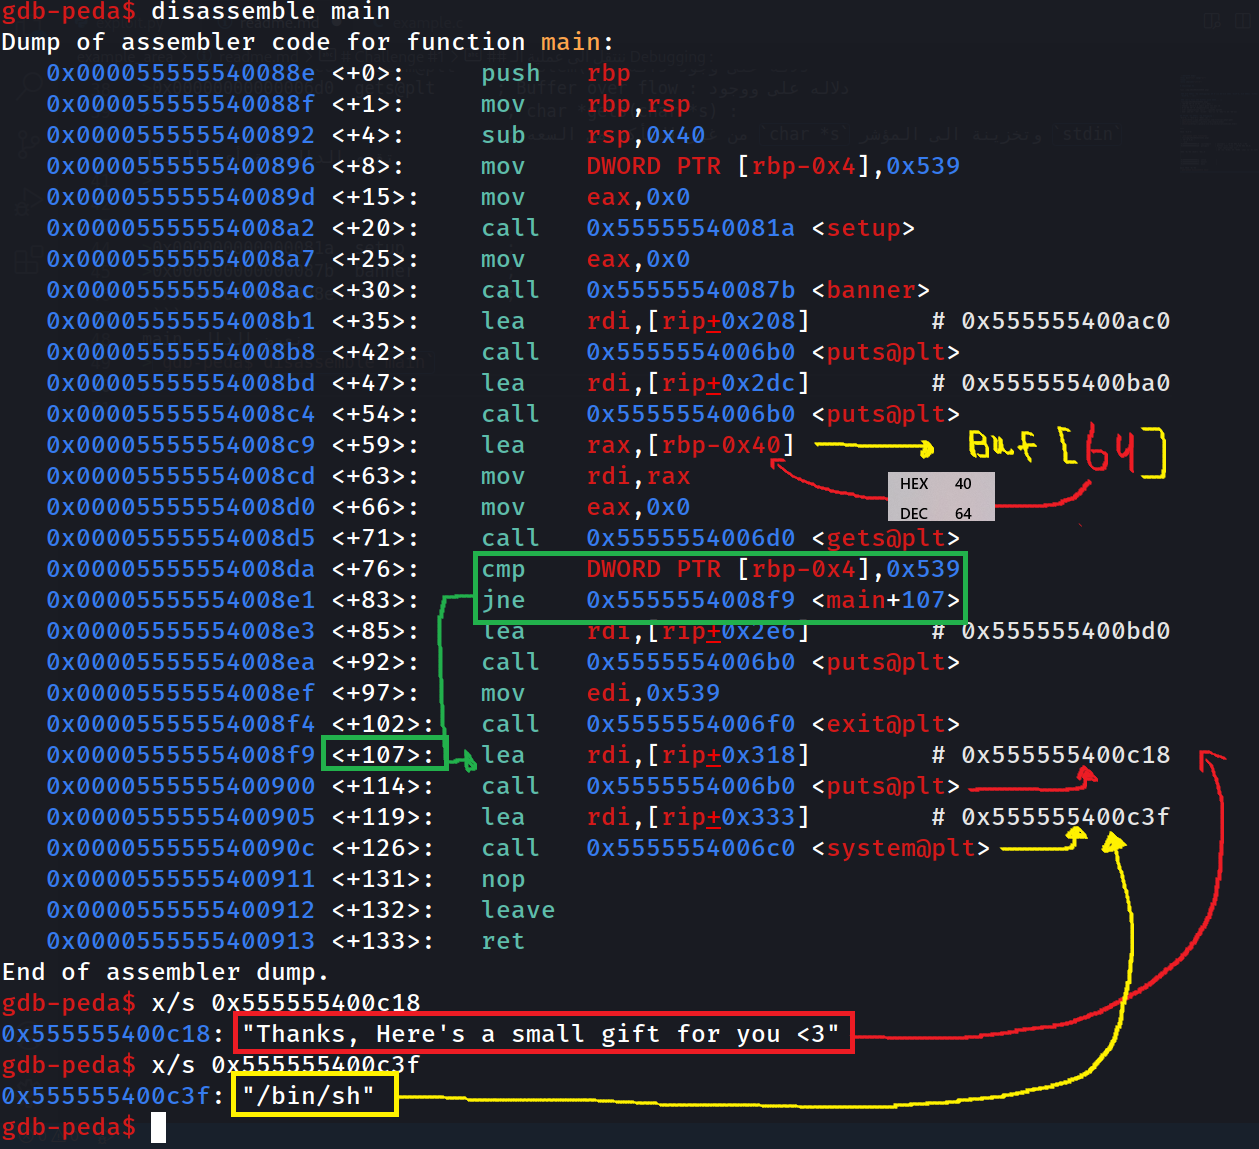 gdb-peda$ disassemble main
Dump of assembler code for function main:
0x000055555540088e <+0>: push rbp
0x000055555540088f <+1>: mov rbp,rsp
0x0000555555400892 <+4>: sub rsp,0x40
0x0000555555400896 <+8>: mov DWORD PTR [rbp-0x4],0x539
0x000055555540089d <+15>: mov eax,0x0
0x00005555554008a2 <+20>: call 0x55555540081a <setup>
0x00005555554008a7 <+25>: mov eax,0x0
0x00005555554008ac <+30>: call 0x55555540087b <banner>
0x00005555554008b1 <+35>: lea rdi,[rip+0x208] # 0x555555400ac0
0x00005555554008b8 <+42>: call 0x5555554006b0 <puts@plt>
0x00005555554008bd <+47>: lea rdi,[rip+0x2dc] # 0x555555400ba0
0x00005555554008c4 <+54>: call 0x5555554006b0 <puts@plt>
0x00005555554008c9 <+59>: lea rax,[rbp-0x40] Buf [64]
0x00005555554008cd <+63>: mov rdi,rax
HEX 40
0x00005555554008d0 <+66>: mov eax,0x0
DEC 64
0x00005555554008d5 <+71>: call 0x5555554006d0 <gets@plt>
0x00005555554008da <+76>: cmp DWORD PTR [rbp-0x4],0x539
0x00005555554008e1 <+83>: jne 0x5555554008f9 <main+107>
0x00005555554008e3 <+85>: lea rdi,[rip+0x2e6] # 0x555555400bd0
0x00005555554008ea <+92>: call 0x5555554006b0 <puts@plt>
0x00005555554008ef <+97>: mov edi,0x539
0x00005555554008f4 <+102>: call 0x5555554006f0 <exit@plt>
0x00005555554008f9 <+107>: lea rdi,[rip+0x318] # 0x555555400c18
0x0000555555400900 <+114>: call 0x5555554006b0 <puts@plt>
0x0000555555400905 <+119>: lea rdi,[rip+0x333] # 0x555555400c3f
0x000055555540090c <+126>: call 0x5555554006c0 <system@plt>
0x0000555555400911 <+131>: nop
0x0000555555400912 <+132>: leave
0x0000555555400913 <+133>: ret
End of assembler dump.
gdb-peda$ x/s 0x555555400c18
0x555555400c18: "Thanks, Here's a small gift for you <3"
gdb-peda$ x/s 0x555555400c3f
0x555555400c3f: "/bin/sh"
gdb-peda$